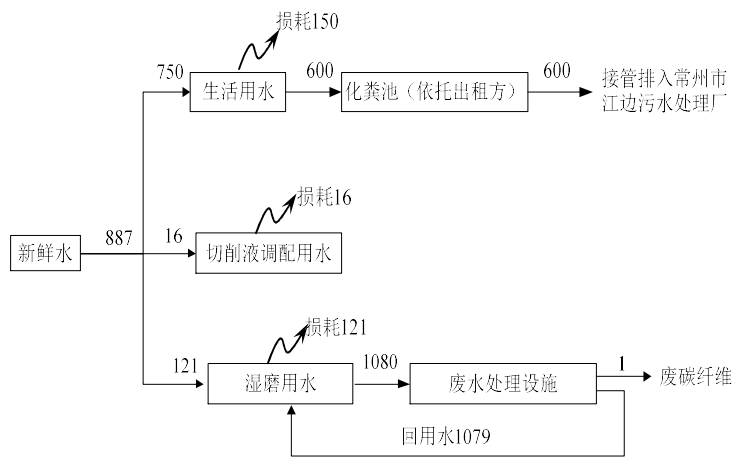 损耗150
750
生活用水
600
化粪池（依托出租方）
600
接管排入常州市
江边污水处理厂
损耗16
新鲜水
887
16
切削液调配用水
损耗121
121
湿磨用水
1080
废水处理设施
1
废碳纤维
回用水1079